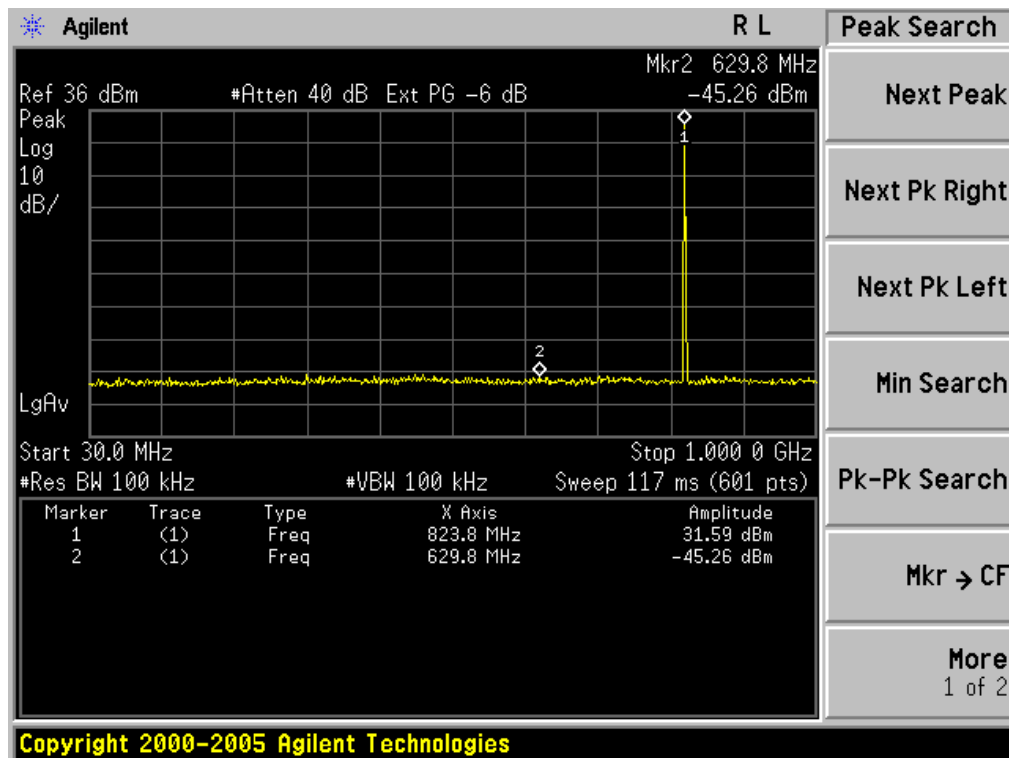 Agilent R L Peak Search
Mkr2 629.8 MHz
Ref 36 dBm #Atten 40 dB Ext PG −6 dB −45.26 dBm
Peak
Log
10
dB/
1
2
LgAv
Start 30.0 MHz Stop 1.000 0 GHz
#Res BW 100 kHz #VBW 100 kHz Sweep 117 ms (601 pts)
Marker Trace Type X Axis Amplitude
1 (1) Freq 823.8 MHz 31.59 dBm
2 (1) Freq 629.8 MHz −45.26 dBm
Next Peak
Next Pk Right
Next Pk Left
Min Search
Pk-Pk Search
Mkr → CF
More
1 of 2
Copyright 2000-2005 Agilent Technologies